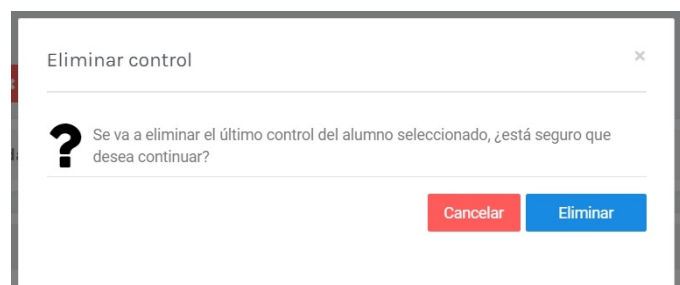 Eliminar control
×
Se va a eliminar el último control del alumno seleccionado, ¿está seguro que
desea continuar?
Cancelar Eliminar